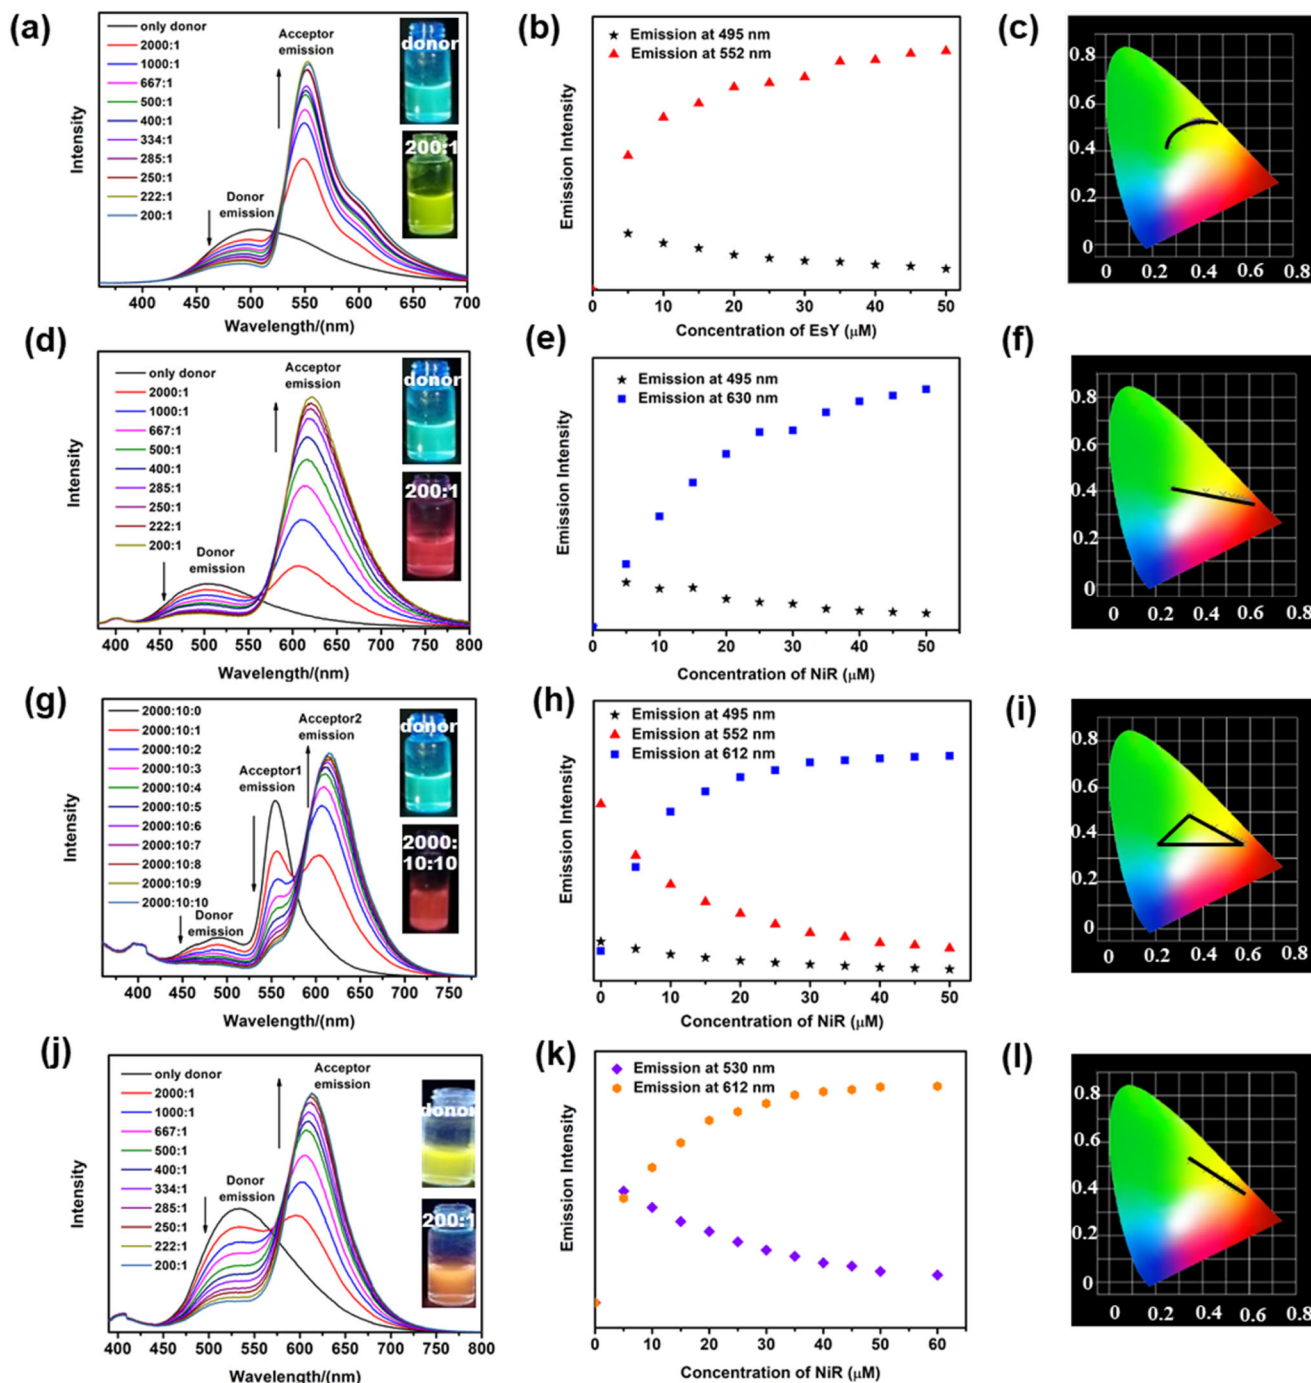 (a)
only donor
2000:1
1000:1
667:1
500:1
400:1
334:1
285:1
250:1
222:1
200:1
Acceptor
emission
Donor
emission
donor
200:1
Intensity
400 450 500 550 600 650 700
Wavelength/(nm)
(b)
Emission at 495 nm
Emission at 552 nm
Emission Intensity
0 10 20 30 40 50
Concentration of EsY (μM)
(c)
0.8
0.6
0.4
0.2
0
0 0.2 0.4 0.6 0.8
(d)
only donor
2000:1
1000:1
667:1
500:1
400:1
285:1
250:1
222:1
200:1
Acceptor
emission
Donor
emission
donor
200:1
Intensity
400 450 500 550 600 650 700 750 800
Wavelength/(nm)
(e)
Emission at 495 nm
Emission at 630 nm
Emission Intensity
0 10 20 30 40 50
Concentration of NiR (μM)
(f)
0.8
0.6
0.4
0.2
0
0 0.2 0.4 0.6 0.8
(g)
2000:10:0
2000:10:1
2000:10:2
2000:10:3
2000:10:4
2000:10:5
2000:10:6
2000:10:7
2000:10:8
2000:10:9
2000:10:10
Acceptor2
emission
Acceptor1
emission
Donor
emission
donor
2000:
10:10
Intensity
400 450 500 550 600 650 700 750
Wavelength/(nm)
(h)
Emission at 495 nm
Emission at 552 nm
Emission at 612 nm
Emission Intensity
0 10 20 30 40 50
Concentration of NiR (μM)
(i)
0.8
0.6
0.4
0.2
0
0 0.2 0.4 0.6 0.8
(j)
only donor
2000:1
1000:1
667:1
500:1
400:1
334:1
285:1
250:1
222:1
200:1
Acceptor
emission
Donor
emission
donor
200:1
Intensity
400 450 500 550 600 650 700 750 800
Wavelength/(nm)
(k)
Emission at 530 nm
Emission at 612 nm
Emission Intensity
0 10 20 30 40 50 60
Concentration of NiR (μM)
(l)
0.8
0.6
0.4
0.2
0
0 0.2 0.4 0.6 0.8